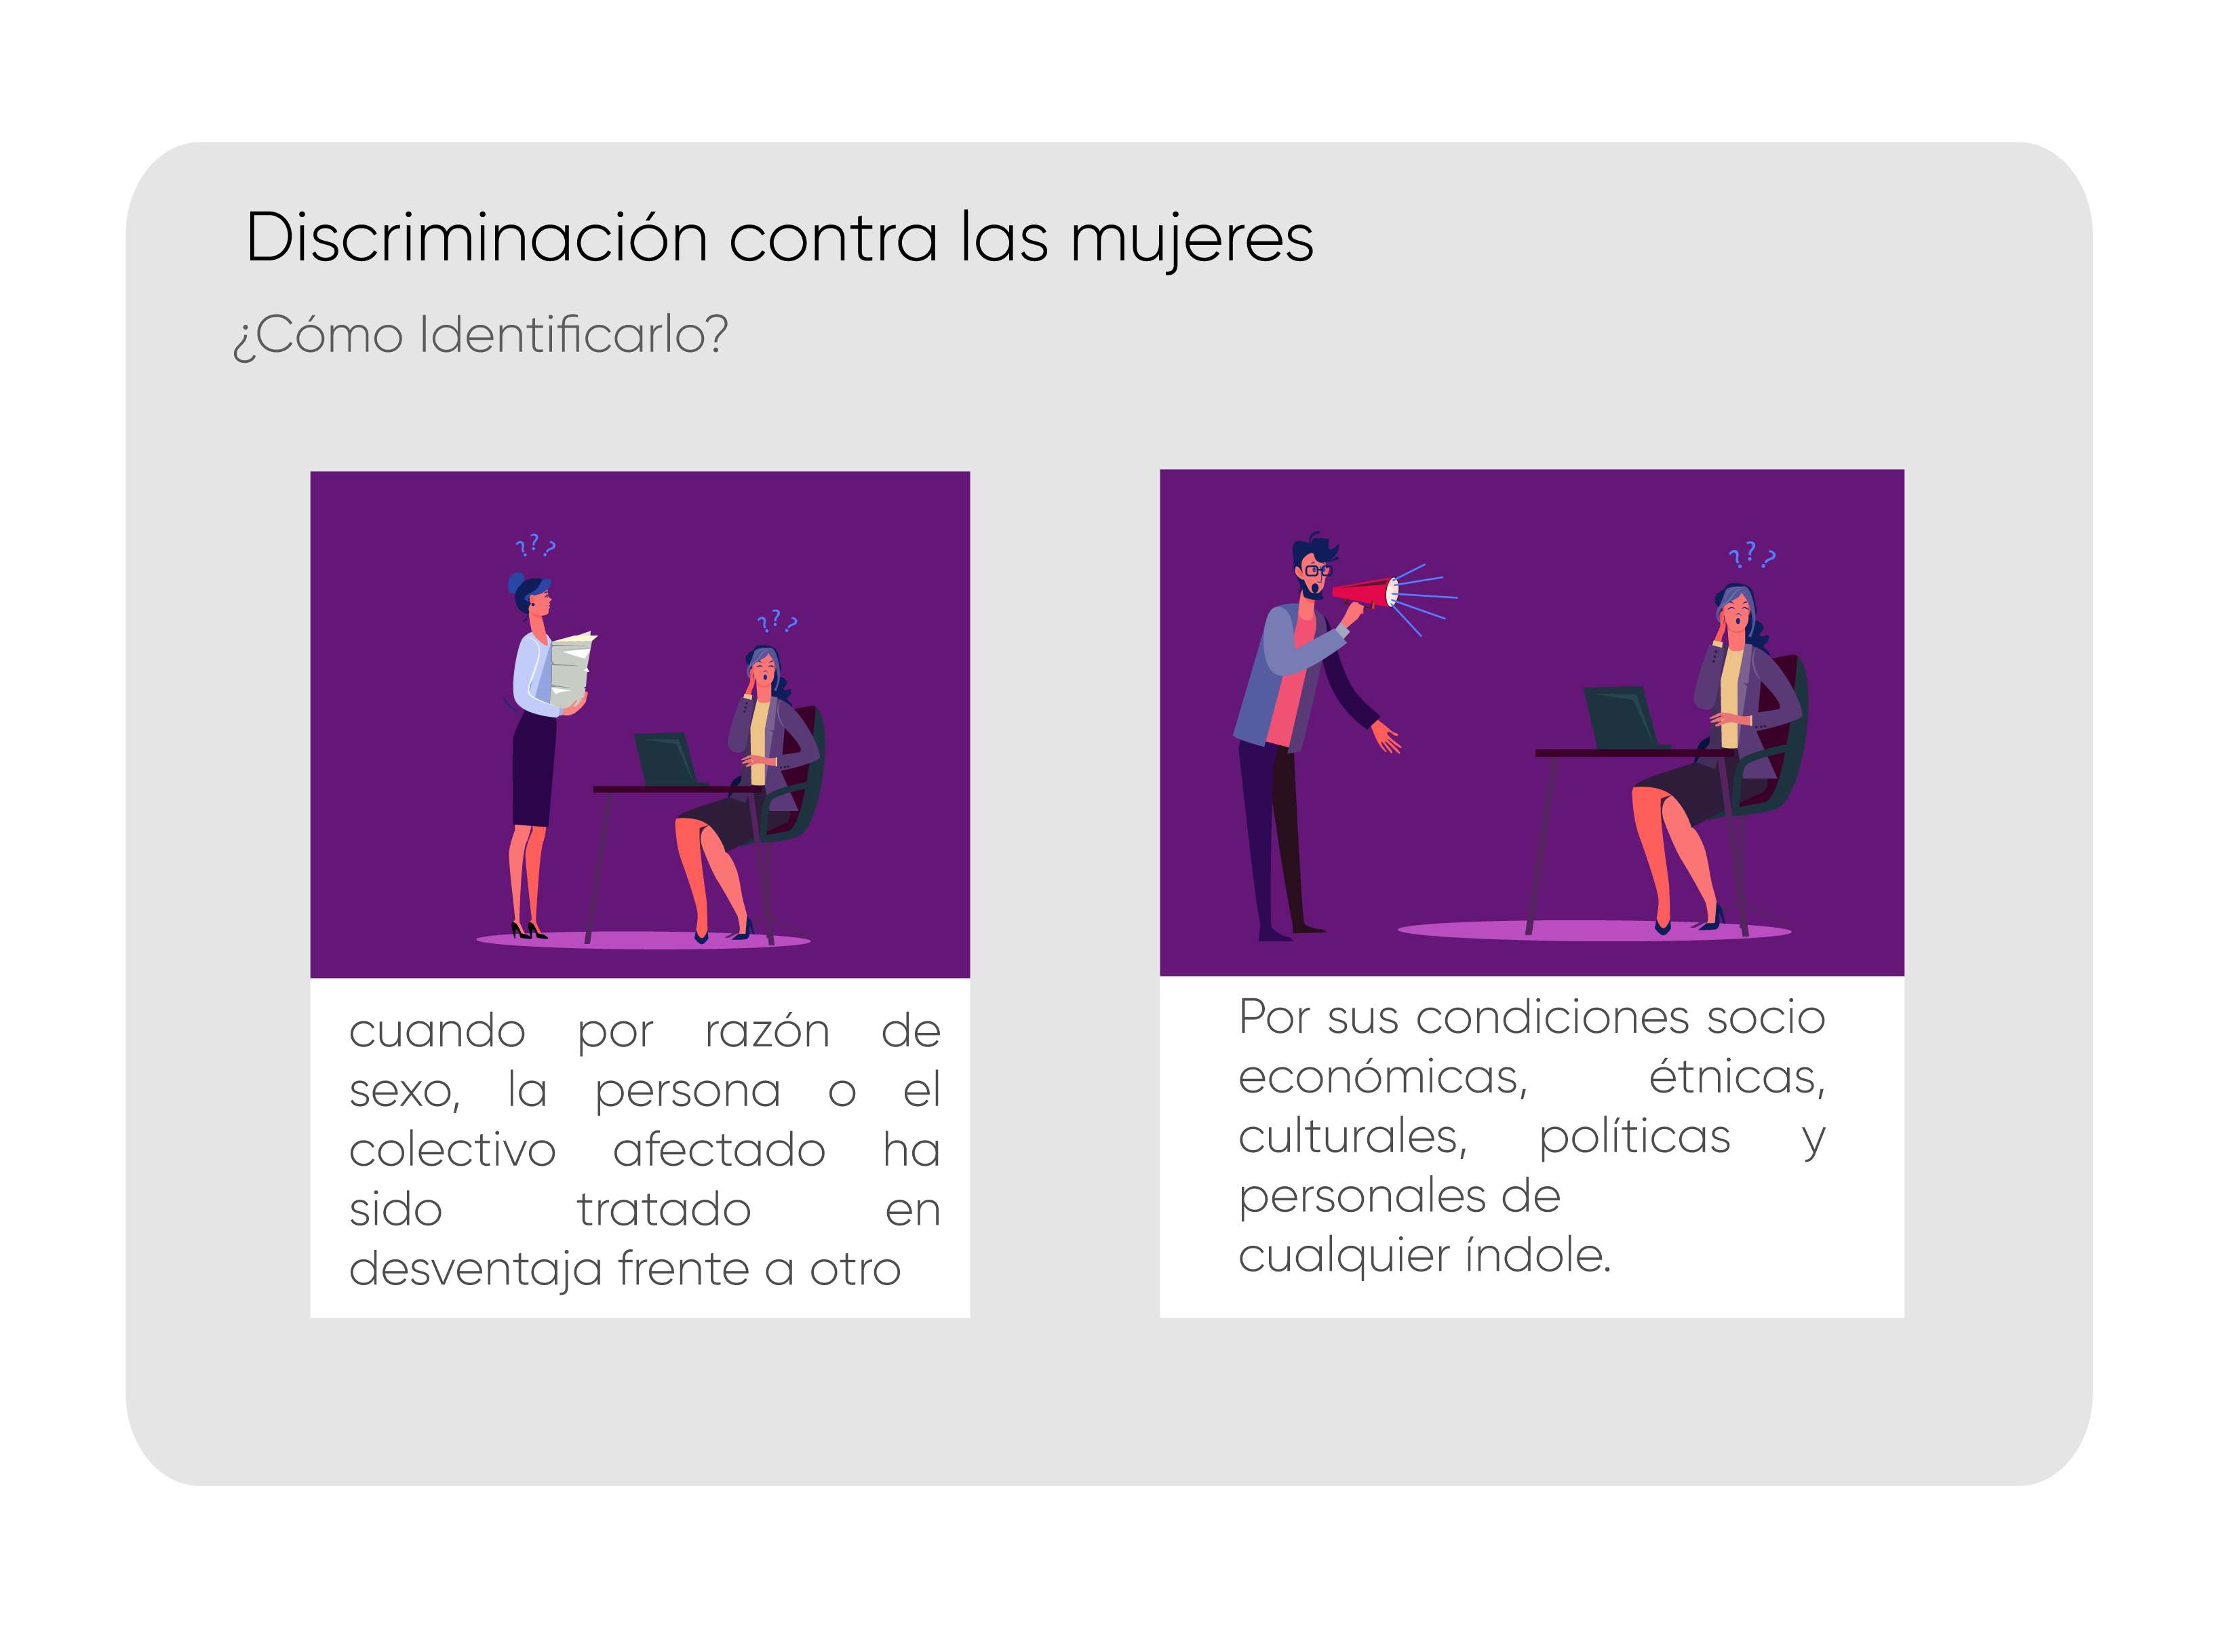 Discriminación contra las mujeres
¿Cómo Identificarlo?
???
???
cuando por razón de
sexo, la persona o el
colectivo afectado ha
sido tratado en
desventaja frente a otro
???
Por sus condiciones socio
económicas, étnicas,
culturales, políticas y
personales de
cualquier índole.